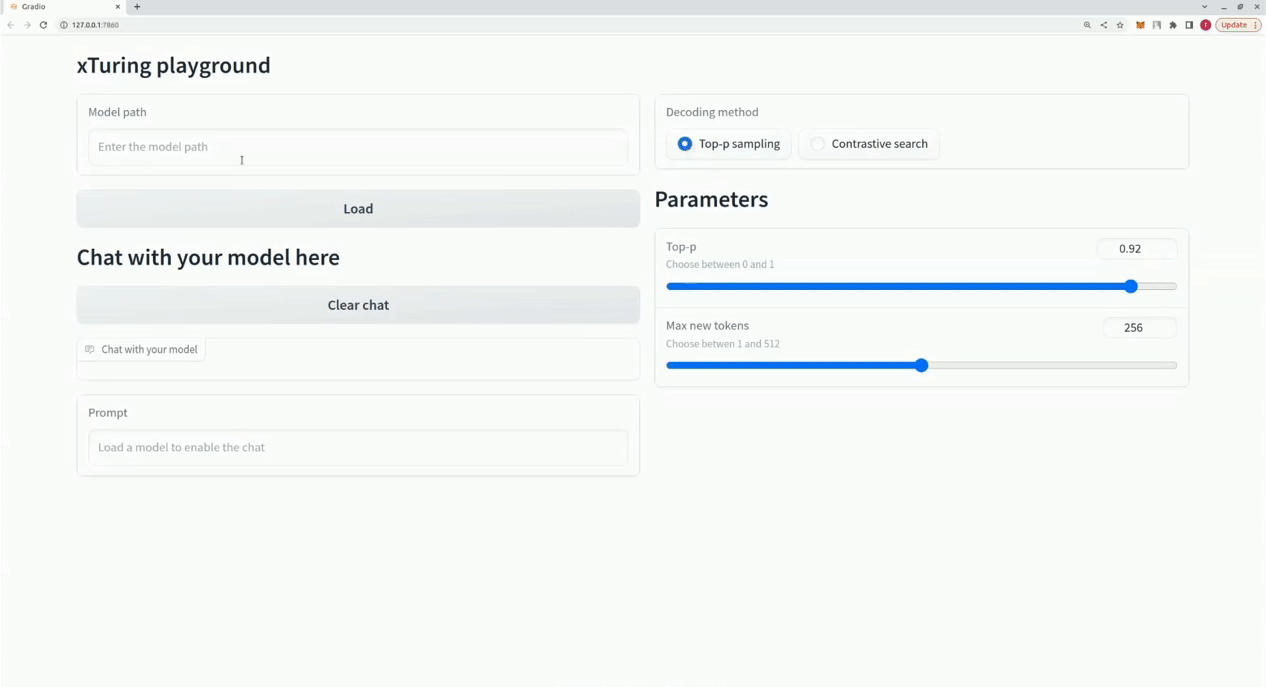 Gradio
127.0.0.1:7860
Update
xTuring playground
Model path
Enter the model path
Load
Chat with your model here
Clear chat
Chat with your model
Prompt
Load a model to enable the chat
Decoding method
Top-p sampling
Contrastive search
Parameters
Top-p
0.92
Choose between 0 and 1
Max new tokens
256
Choose betwen 1 and 512